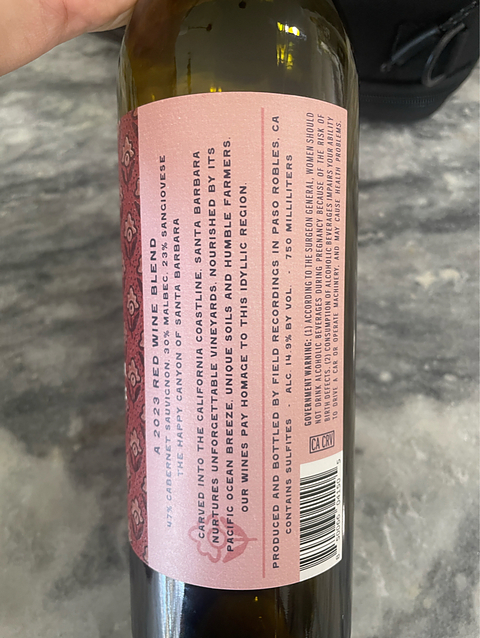 A 2023 RED WINE BLEND
47% CABERNET SAUVIGNON, 30% MALBEC, 23% SANGIOVESE
THE HAPPY CANYON OF SANTA BARBARA
CARVED INTO THE CALIFORNIA COASTLINE, SANTA BARBARA
NURTURES UNFORGETTABLE VINEYARDS, NOURISHED BY ITS
PACIFIC OCEAN BREEZE, UNIQUE SOILS AND HUMBLE FARMERS.
OUR WINES PAY HOMAGE TO THIS IDYLLIC REGION.
PRODUCED AND BOTTLED BY FIELD RECORDINGS IN PASO ROBLES, CA
CONTAINS SULFITES · ALC. 14.9% BY VOL. · 750 MILLILITERS
GOVERNMENT WARNING: (1) ACCORDING TO THE SURGEON GENERAL, WOMEN SHOULD
NOT DRINK ALCOHOLIC BEVERAGES DURING PREGNANCY BECAUSE OF THE RISK OF
BIRTH DEFECTS. (2) CONSUMPTION OF ALCOHOLIC BEVERAGES IMPAIRS YOUR ABILITY
TO DRIVE A CAR OR OPERATE MACHINERY, AND MAY CAUSE HEALTH PROBLEMS.
CA CRV